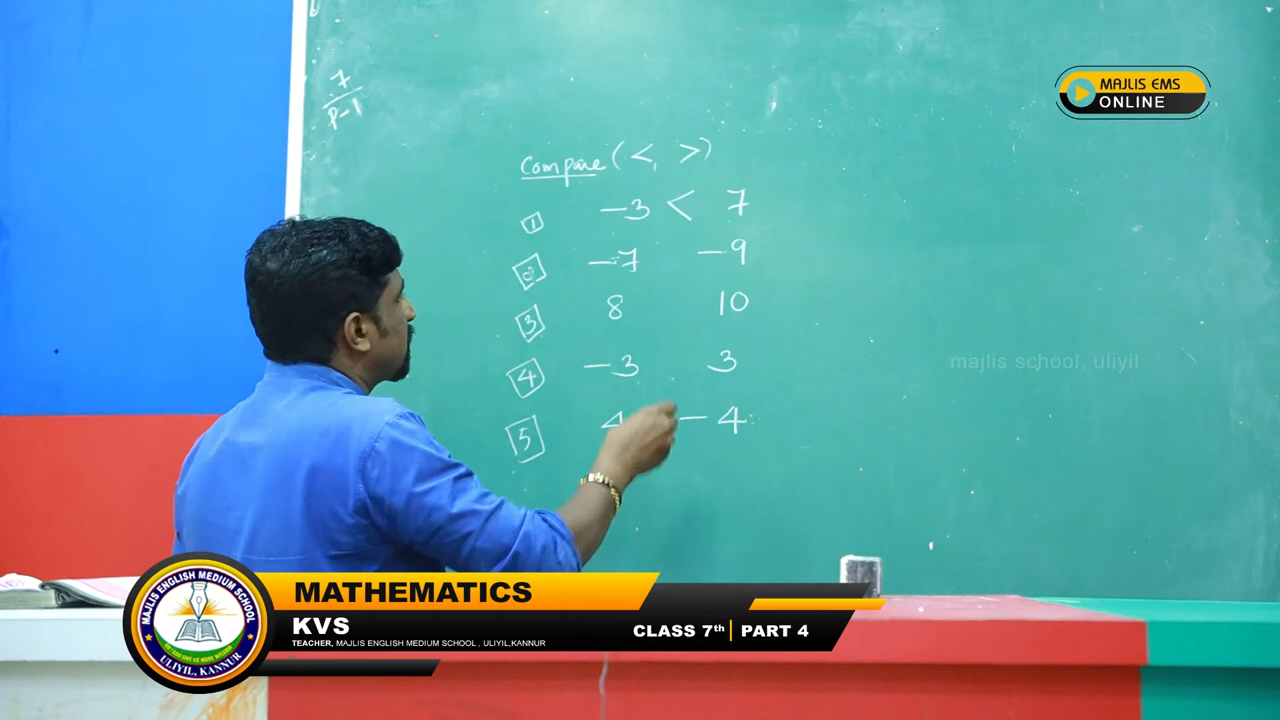 7
P-1
MAJLIS EMS
ONLINE
Compare (<, >)
1 -3 < 7
2 -7 -9
3 8 10
4 -3 3
5 4 -4
majlis school, uliyil
MAJLIS ENGLISH MEDIUM SCHOOL
ULIYIL, KANNUR
MATHEMATICS
KVS
TEACHER, MAJLIS ENGLISH MEDIUM SCHOOL , ULIYIL,KANNUR
CLASS 7th | PART 4